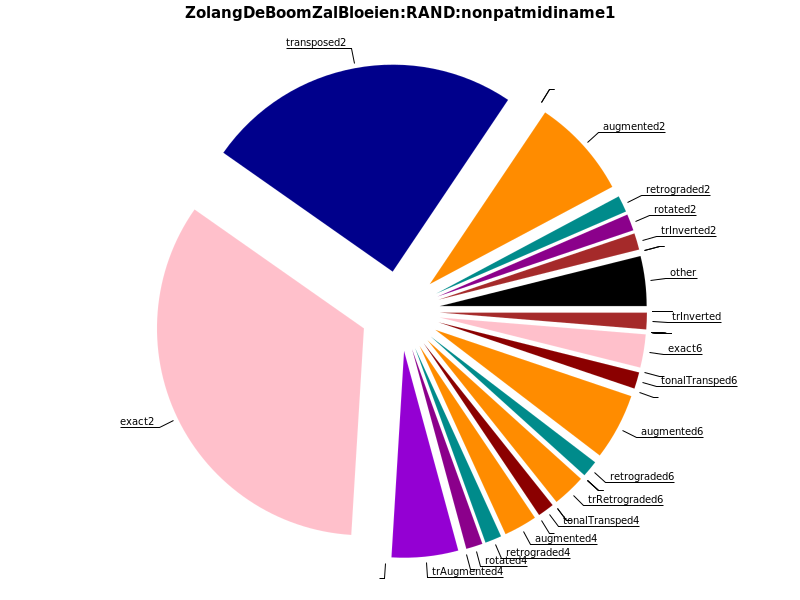 ZolangDeBoomZalBloeien:RAND:nonpatmidiname1
transposed2
augmented2
retrograded2
rotated2
trInverted2
other
trInverted
exact6
tonalTransped6
augmented6
retrograded6
trRetrograded6
tonalTransped4
augmented4
retrograded4
rotated4
trAugmented4
exact2